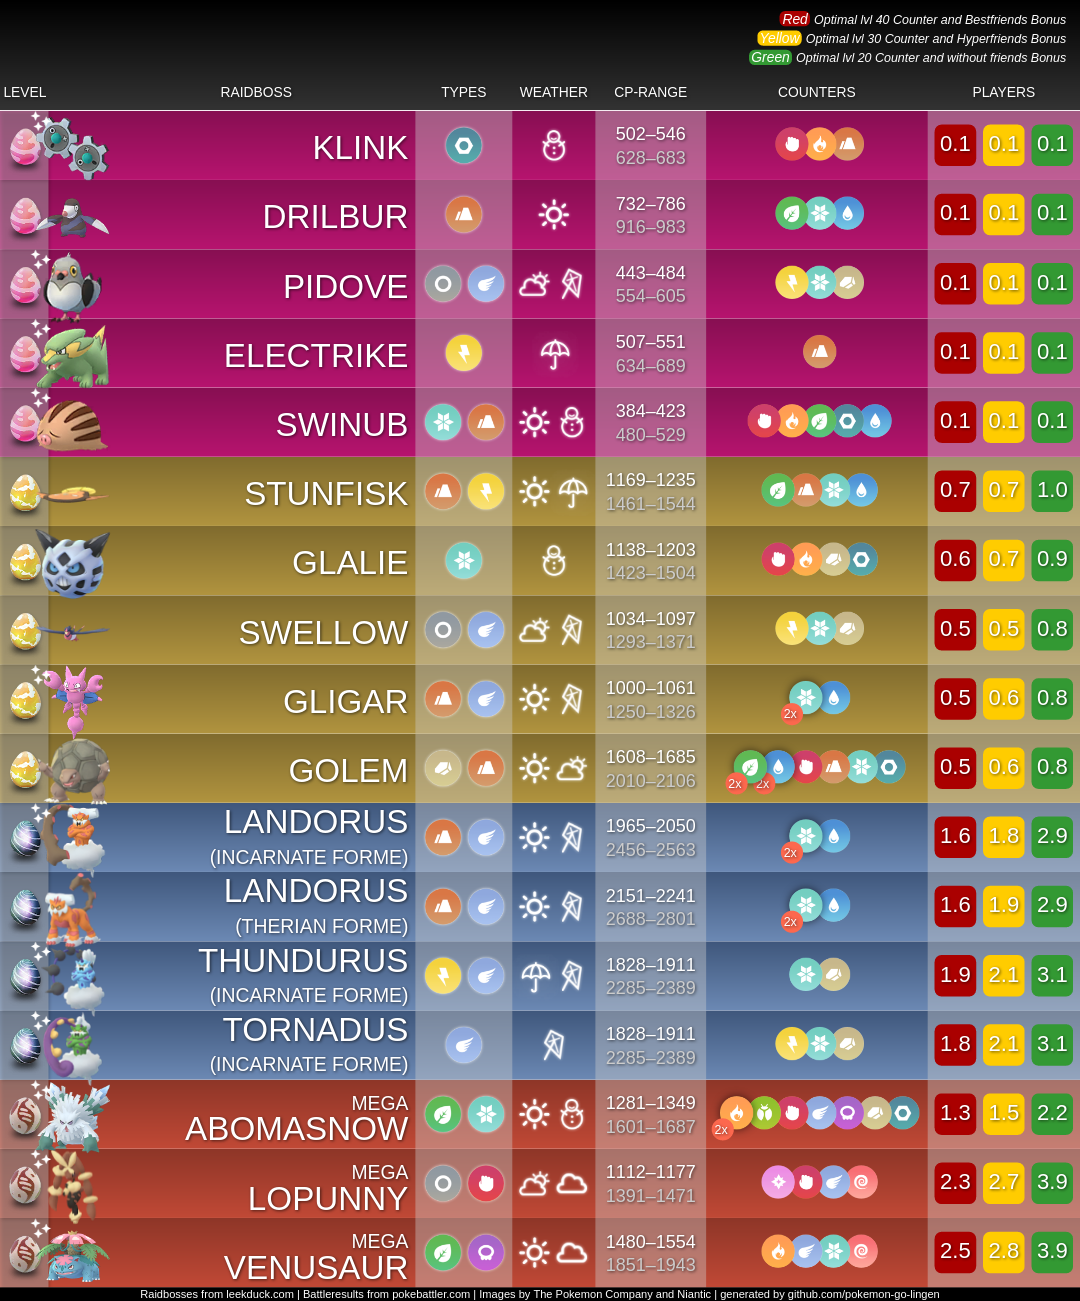 Red Optimal lvl 40 Counter and Bestfriends Bonus
Yellow Optimal lvl 30 Counter and Hyperfriends Bonus
Green Optimal lvl 20 Counter and without friends Bonus
LEVEL RAIDBOSS TYPES WEATHER CP-RANGE COUNTERS PLAYERS
KLINK 502–546 0.1 0.1 0.1
628–683
DRILBUR 732–786 0.1 0.1 0.1
916–983
PIDOVE 443–484 0.1 0.1 0.1
554–605
ELECTRIKE 507–551 0.1 0.1 0.1
634–689
SWINUB 384–423 0.1 0.1 0.1
480–529
STUNFISK 1169–1235 0.7 0.7 1.0
1461–1544
GLALIE 1138–1203 0.6 0.7 0.9
1423–1504
SWELLOW 1034–1097 0.5 0.5 0.8
1293–1371
GLIGAR 1000–1061 0.5 0.6 0.8
1250–1326 2x
GOLEM 1608–1685 0.5 0.6 0.8
2010–2106 2x 2x
LANDORUS 1965–2050 1.6 1.8 2.9
(INCARNATE FORME) 2456–2563 2x
LANDORUS 2151–2241 1.6 1.9 2.9
(THERIAN FORME) 2688–2801 2x
THUNDURUS 1828–1911 1.9 2.1 3.1
(INCARNATE FORME) 2285–2389
TORNADUS 1828–1911 1.8 2.1 3.1
(INCARNATE FORME) 2285–2389
MEGA 1281–1349 1.3 1.5 2.2
ABOMASNOW 1601–1687 2x
MEGA 1112–1177 2.3 2.7 3.9
LOPUNNY 1391–1471
MEGA 1480–1554 2.5 2.8 3.9
VENUSAUR 1851–1943
Raidbosses from leekduck.com | Battleresults from pokebattler.com | Images by The Pokemon Company and Niantic | generated by github.com/pokemon-go-lingen